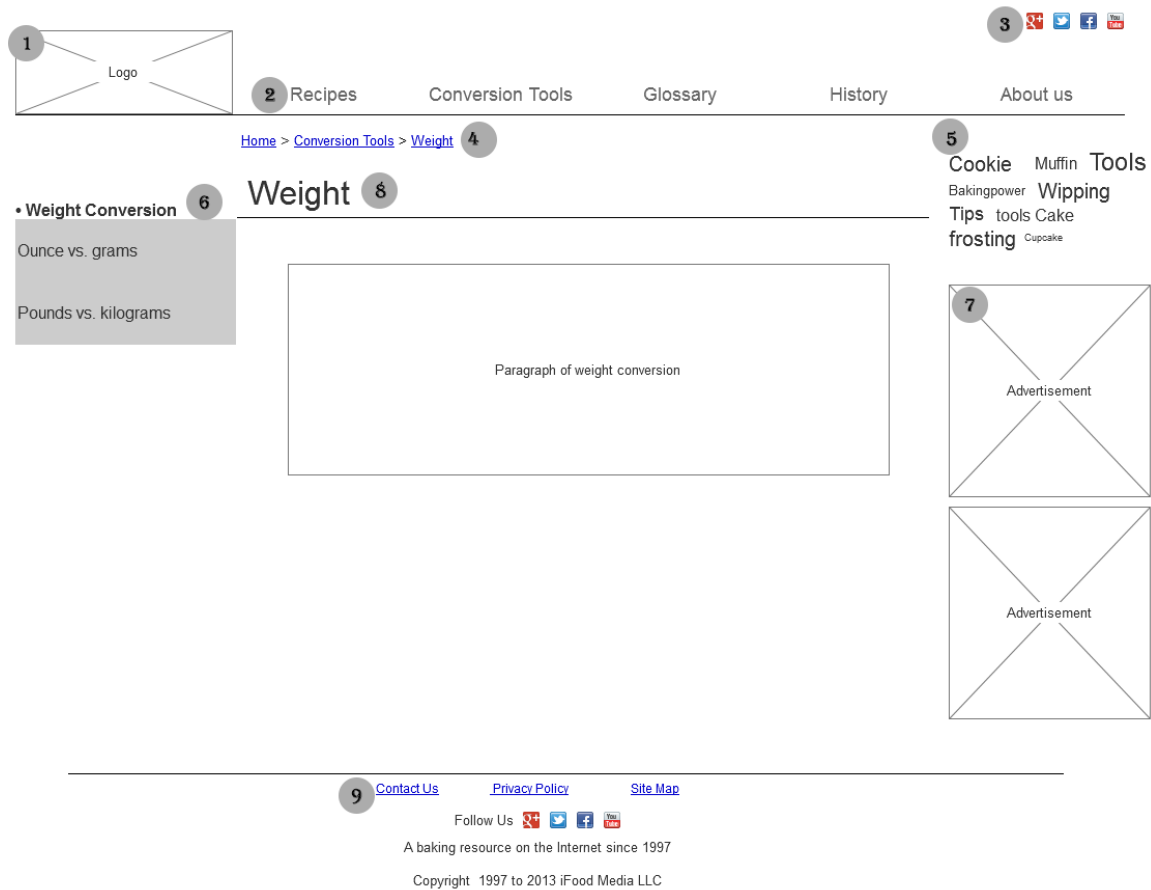 3
1
Logo
2 Recipes Conversion Tools Glossary History About us
Home > Conversion Tools > Weight 4
5
Cookie Muffin Tools
Bakingpower Wipping
Tips tools Cake
frosting Cupcake
6
• Weight Conversion
Ounce vs. grams
Pounds vs. kilograms
Weight 8
Paragraph of weight conversion
7
Advertisement
Advertisement
9 Contact Us Privacy Policy Site Map
Follow Us
A baking resource on the Internet since 1997
Copyright 1997 to 2013 iFood Media LLC